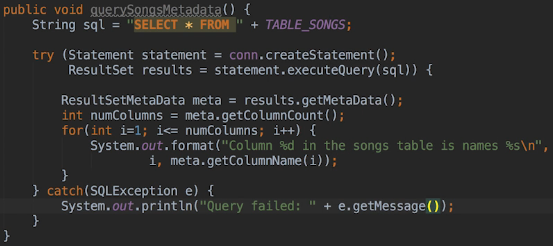 public void querySongsMetadata() {
String sql = "SELECT * FROM " + TABLE_SONGS;
try (Statement statement = conn.createStatement();
ResultSet results = statement.executeQuery(sql)) {
ResultSetMetaData meta = results.getMetaData();
int numColumns = meta.getColumnCount();
for(int i=1; i<= numColumns; i++) {
System.out.format("Column %d in the songs table is names %s\n",
i, meta.getColumnName(i));
}
} catch(SQLException e) {
System.out.println("Query failed: " + e.getMessage());
}
}